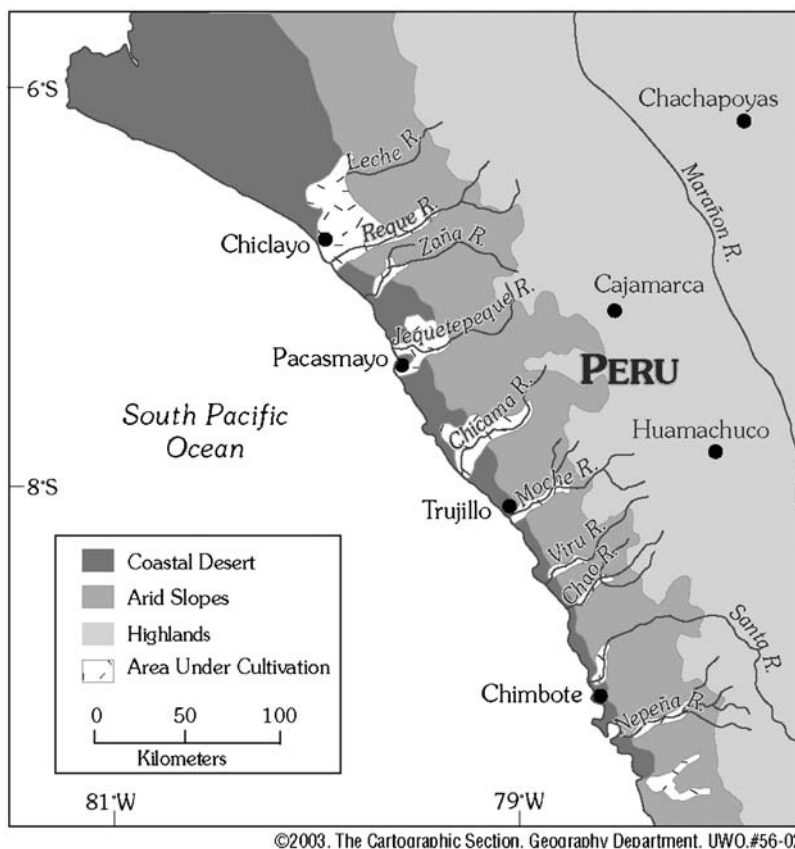 6°S
Chachapoyas
Leche R.
Marañon R.
Reque R.
Chiclayo
Zaña R.
Cajamarca
Jequetepeque R.
Pacasmayo
PERU
South Pacific
Ocean
Chicama R.
Huamachuco
8°S
Moche R.
Trujillo
Viru R.
Chao R.
Coastal Desert
Arid Slopes
Highlands
Area Under Cultivation
0 50 100
Kilometers
Santa R.
Chimbote
Nepeña R.
81°W
79°W
©2003. The Cartographic Section. Geography Department. UWO.#56-02